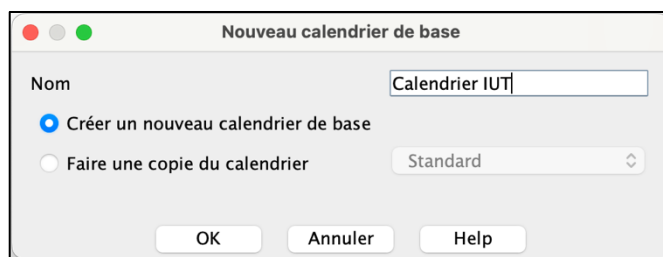 Nouveau calendrier de base
Nom Calendrier IUT
Créer un nouveau calendrier de base
Faire une copie du calendrier Standard
OK Annuler Help